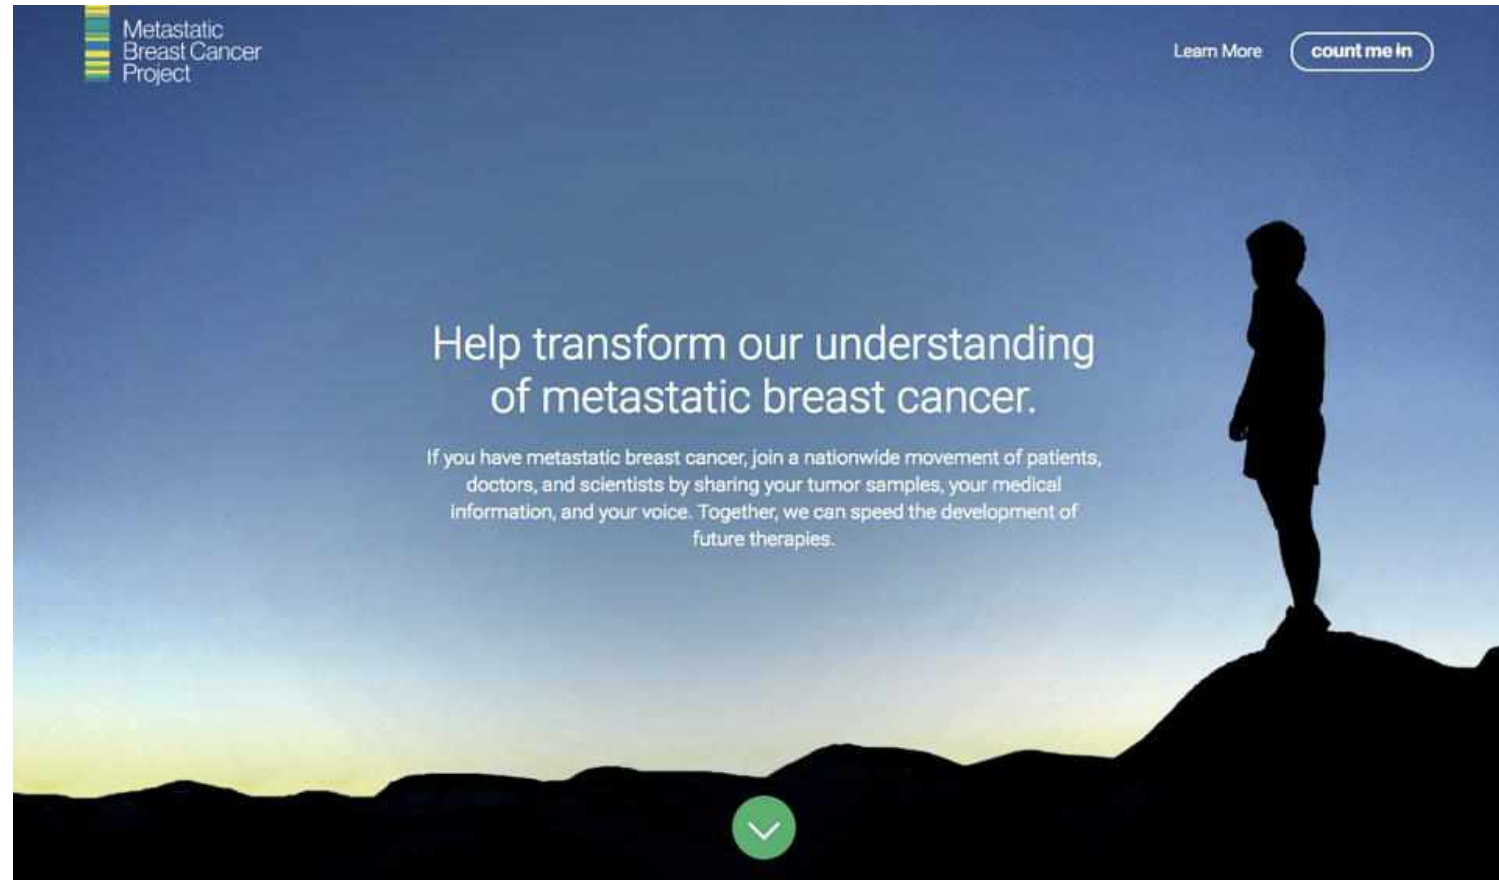 Metastatic
Breast Cancer
Project
Learn More
count me in
Help transform our understanding
of metastatic breast cancer.
If you have metastatic breast cancer, join a nationwide movement of patients,
doctors, and scientists by sharing your tumor samples, your medical
information, and your voice. Together, we can speed the development of
future therapies.